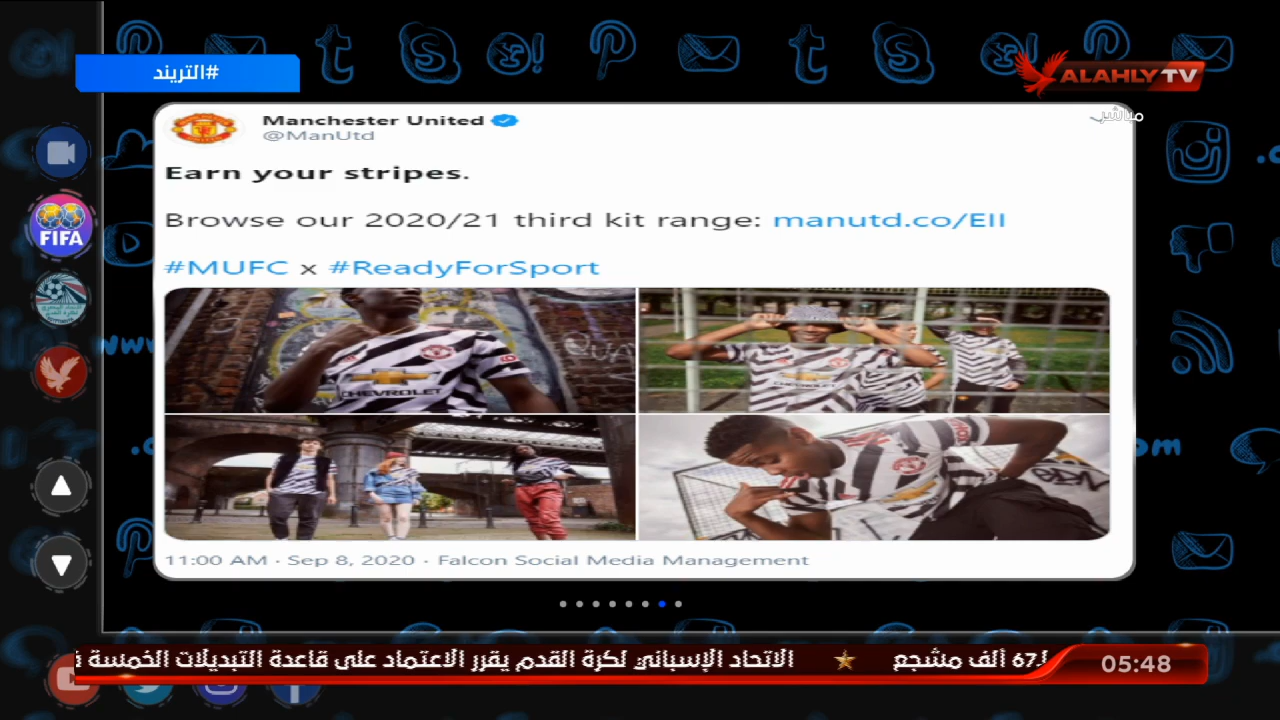 #التريند
ALAHLY TV
مباشر
Manchester United
@ManUtd
Earn your stripes.
Browse our 2020/21 third kit range: manutd.co/EII
#MUFC x #ReadyForSport
CHEVROLET
FIFA
11:00 AM · Sep 8, 2020 · Falcon Social Media Management
67 ألف مشجع
الاتحاد الإسباني لكرة القدم يقرر الاعتماد على قاعدة التبديلات الخمسة
05:48